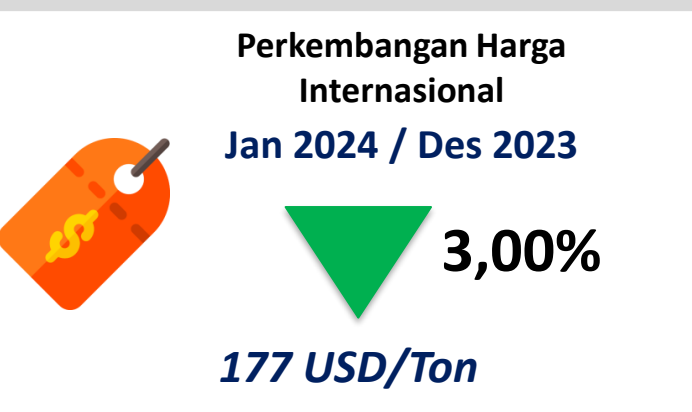 Perkembangan Harga
Internasional
Jan 2024 / Des 2023
$
3,00%
177 USD/Ton